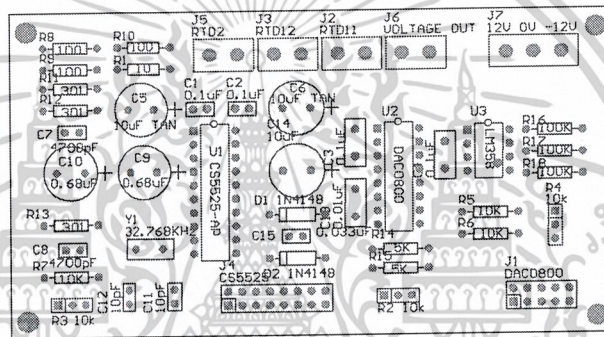 J5
RTD2
J3
RTD12
J2
RTD11
J6
VOLTAGE OUT
J7
12V 0V -12V
R8
100
R9
100
R11
301
R12
301
R10
100
R1
10
C1
0.1uF
C2
0.1uF
C5
10uF TAN
C6
10uF TAN
C14
10uF
C7
4700pF
C10
0.68uF
C9
0.68uF
U1 CS5525-AP
C3
0.1uF
U2
DAC0800
0.1uF
U3
LM358
R16
100K
R17
100K
R18
100K
R4
10k
D1 1N4148
0.01uF
0.033uF
C15
D2 1N4148
R13
301
C8
4700pF
R7
10K
Y1
32.768KHz
R14
5K
R15
5K
R5
10K
R6
10K
J4
CS5525
J1
DAC0800
R3 10k
C12
10pF
C11
10pF
R2 10k